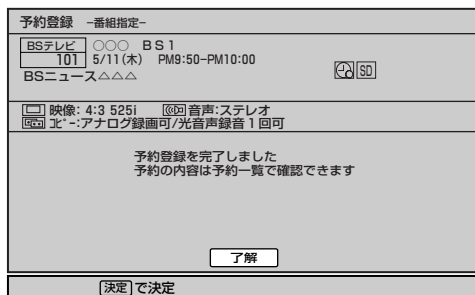 予約登録 -番組指定-
BSテレビ ○○○ BS1
101 5/11(木) PM9:50-PM10:00
SD
BSニュース△△△
映像:4:3 525i 音声:ステレオ
コピー:アナログ録画可/光音声録音1回可
予約登録を完了しました
予約の内容は予約一覧で確認できます
了解
決定で決定